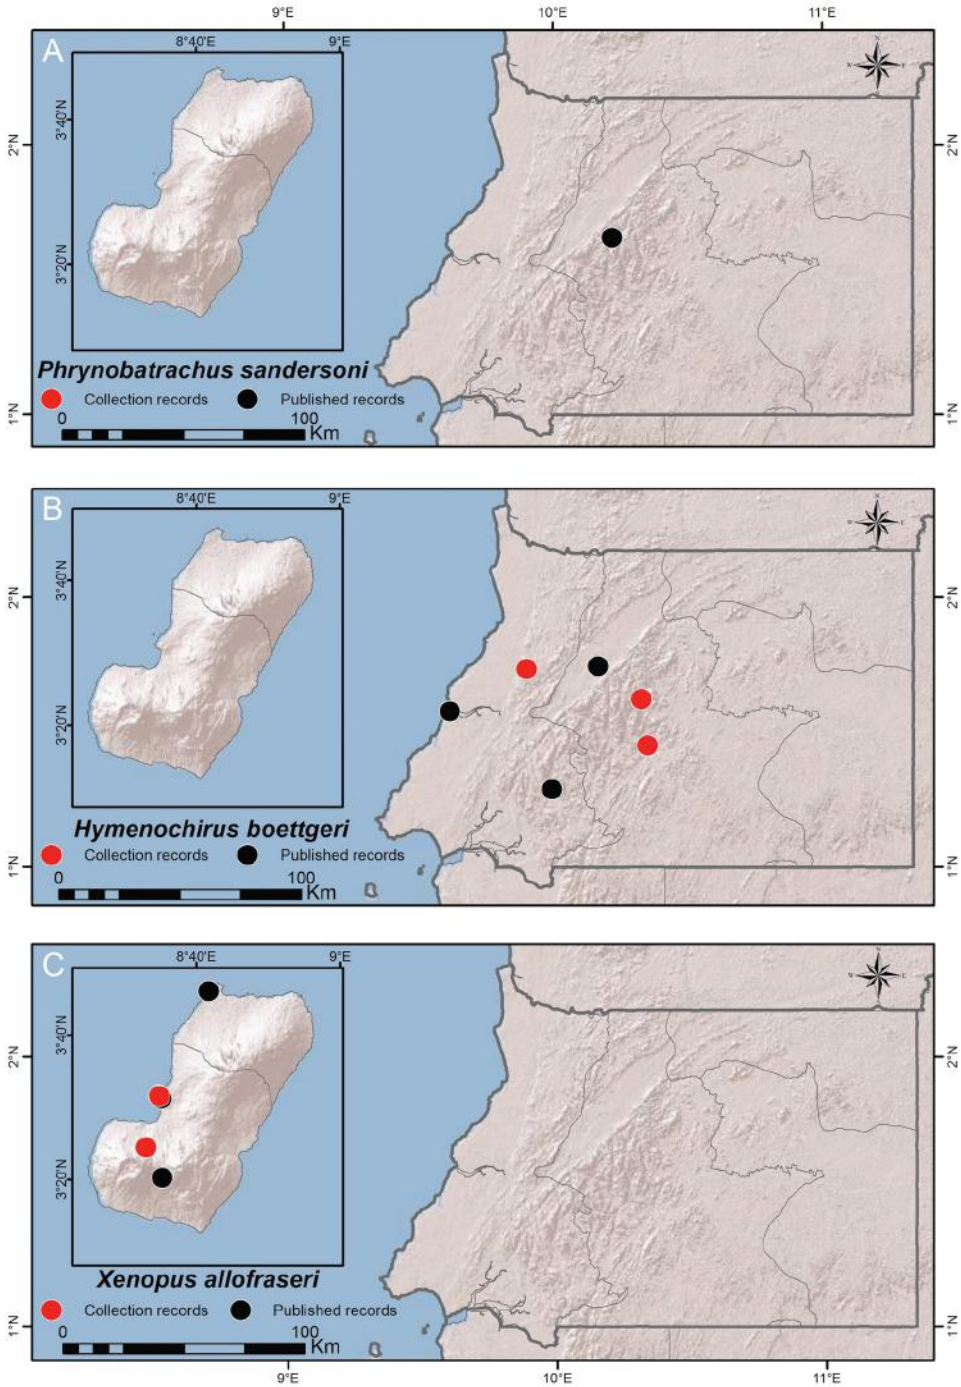 9°E 10°E 11°E
A
8°40'E 9°E
3°40'N
3°20'N
2°N 2°N
1°N 1°N
N
W E
S
Phrynobatrachus sandersoni
Collection records Published records
0 100
Km
B
8°40'E 9°E
3°40'N
3°20'N
2°N 2°N
1°N 1°N
N
W E
S
Hymenochirus boettgeri
Collection records Published records
0 100
Km
C
8°40'E 9°E
3°40'N
3°20'N
2°N 2°N
1°N 1°N
N
W E
S
Xenopus allofraseri
Collection records Published records
0 100
Km
9°E 10°E 11°E